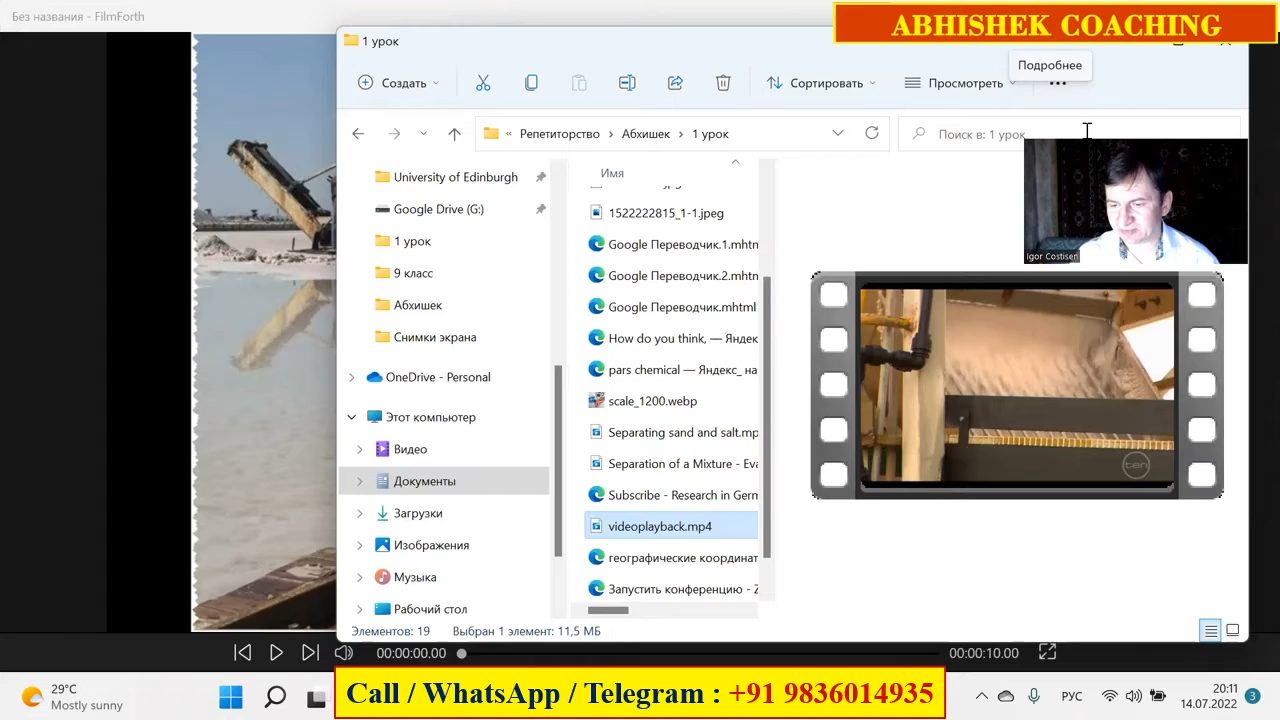 Без названия - FilmForth
ABHISHEK COACHING
1 урок
Подробнее
Создать
Сортировать
Просмотреть
« Репетиторство > Абхишек > 1 урок
Поиск в: 1 урок
University of Edinburgh
Google Drive (G:)
1 урок
9 класс
Абхишек
Снимки экрана
OneDrive - Personal
Этот компьютер
Видео
Документы
Загрузки
Изображения
Музыка
Рабочий стол
Имя
1522222815_1-1.jpeg
Google Переводчик.1.mhtn
Google Переводчик.2.mhtn
Google Переводчик.mhtml
How do you think, — Яндек
pars chemical — Яндекс_ на
scale_1200.webp
Separating sand and salt.mp
Separation of a Mixture - Eva
Subscribe - Research in Germ
videoplayback.mp4
географические координат
Запустить конференцию - Z
Igor Costisen
ten
Элементов: 19
Выбран 1 элемент: 11,5 МБ
00:00:00.00
00:00:10.00
29°C
Mostly sunny
Call / WhatsApp / Telegram : +91 9836014935
РУС
20:11
14.07.2022
3